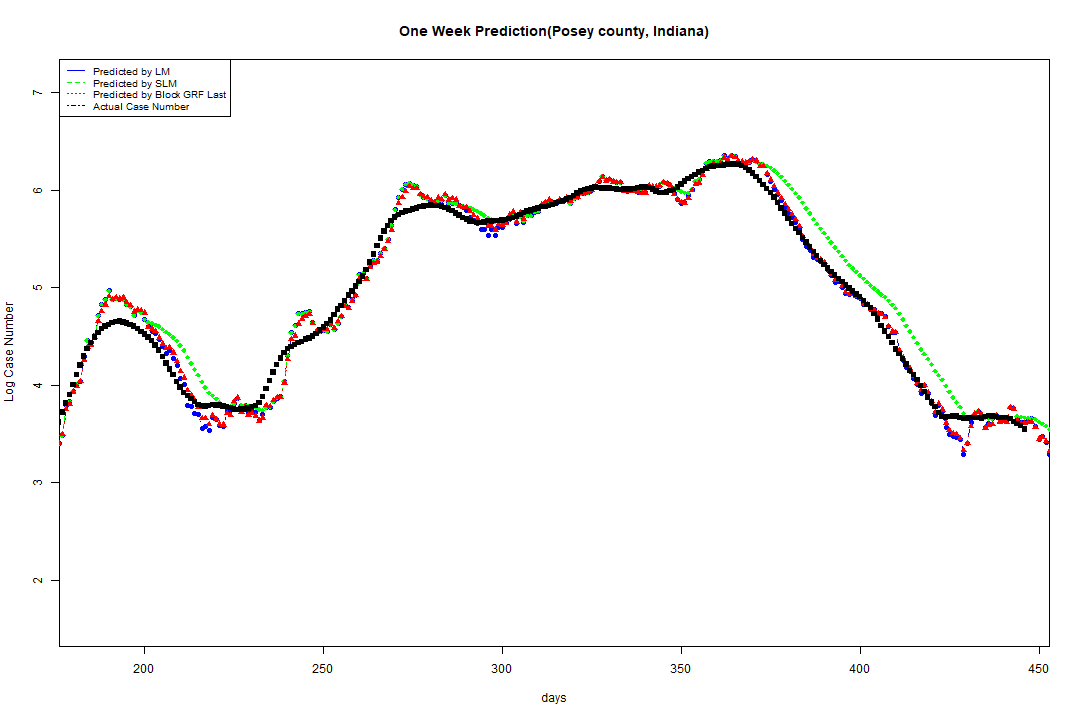 One Week Prediction(Posey county, Indiana)
Predicted by LM
Predicted by SLM
Predicted by Block GRF Last
Actual Case Number
7
6
5
4
3
2
Log Case Number
200 250 300 350 400 450
days